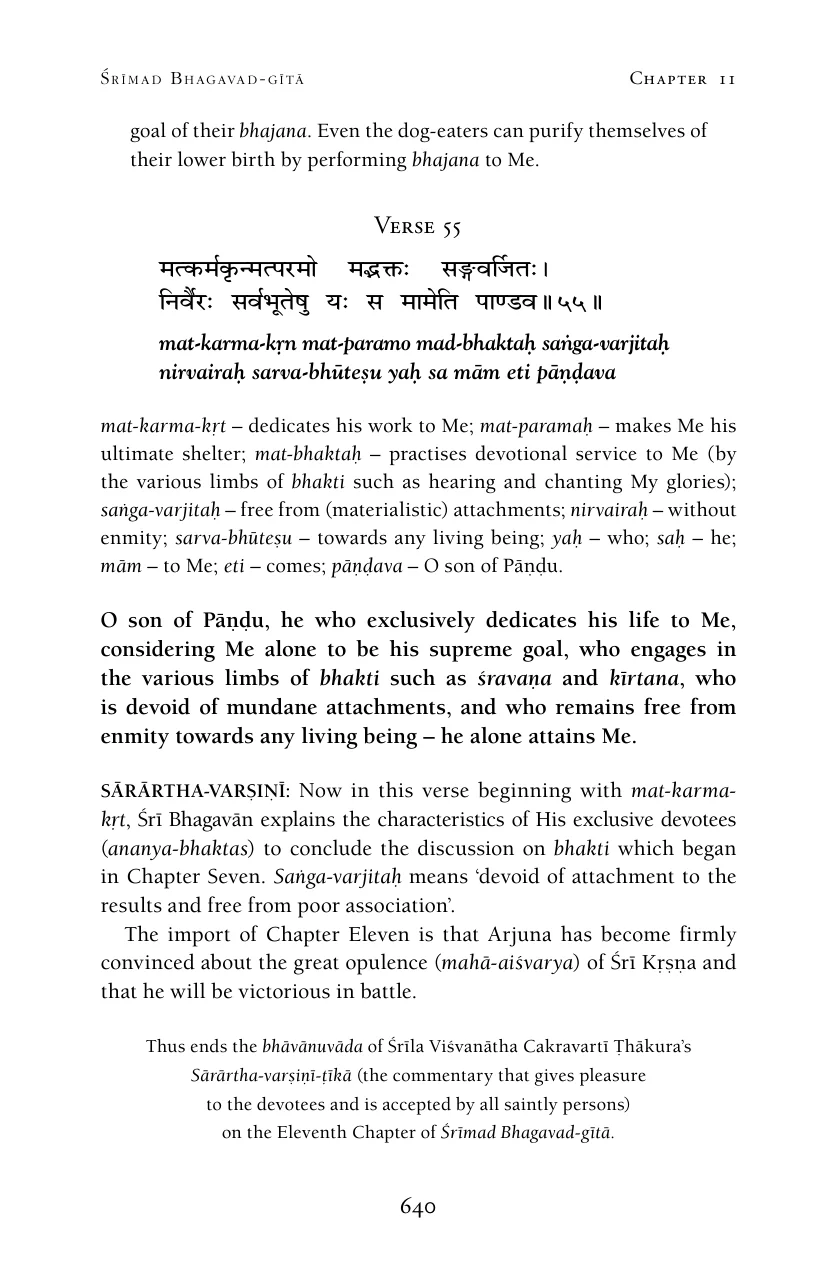 Śrīmad Bhagavad-gītā Chapter 11
goal of their bhajana. Even the dog-eaters can purify themselves of
their lower birth by performing bhajana to Me.
Verse 55
मत्कर्मकृन्मत्परमो मद्भक्तः सङ्गवर्जितः।
निर्वैरः सर्वभूतेषु यः स मामेति पाण्डव॥५५॥
mat-karma-kṛn mat-paramo mad-bhaktaḥ saṅga-varjitaḥ
nirvairaḥ sarva-bhūteṣu yaḥ sa mām eti pāṇḍava
mat-karma-kṛt – dedicates his work to Me; mat-paramaḥ – makes Me his
ultimate shelter; mat-bhaktaḥ – practises devotional service to Me (by
the various limbs of bhakti such as hearing and chanting My glories);
saṅga-varjitaḥ – free from (materialistic) attachments; nirvairaḥ – without
enmity; sarva-bhūteṣu – towards any living being; yaḥ – who; saḥ – he;
mām – to Me; eti – comes; pāṇḍava – O son of Pāṇḍu.
O son of Pāṇḍu, he who exclusively dedicates his life to Me,
considering Me alone to be his supreme goal, who engages in
the various limbs of bhakti such as śravaṇa and kīrtana, who
is devoid of mundane attachments, and who remains free from
enmity towards any living being – he alone attains Me.
SĀRĀRTHA-VARṢIṆĪ: Now in this verse beginning with mat-karma-
kṛt, Śrī Bhagavān explains the characteristics of His exclusive devotees
(ananya-bhaktas) to conclude the discussion on bhakti which began
in Chapter Seven. Saṅga-varjitaḥ means ‘devoid of attachment to the
results and free from poor association’.
The import of Chapter Eleven is that Arjuna has become firmly
convinced about the great opulence (mahā-aiśvarya) of Śrī Kṛṣṇa and
that he will be victorious in battle.
Thus ends the bhāvānuvāda of Śrīla Viśvanātha Cakravartī Ṭhākura’s
Sārārtha-varṣiṇī-ṭīkā (the commentary that gives pleasure
to the devotees and is accepted by all saintly persons)
on the Eleventh Chapter of Śrīmad Bhagavad-gītā.
640